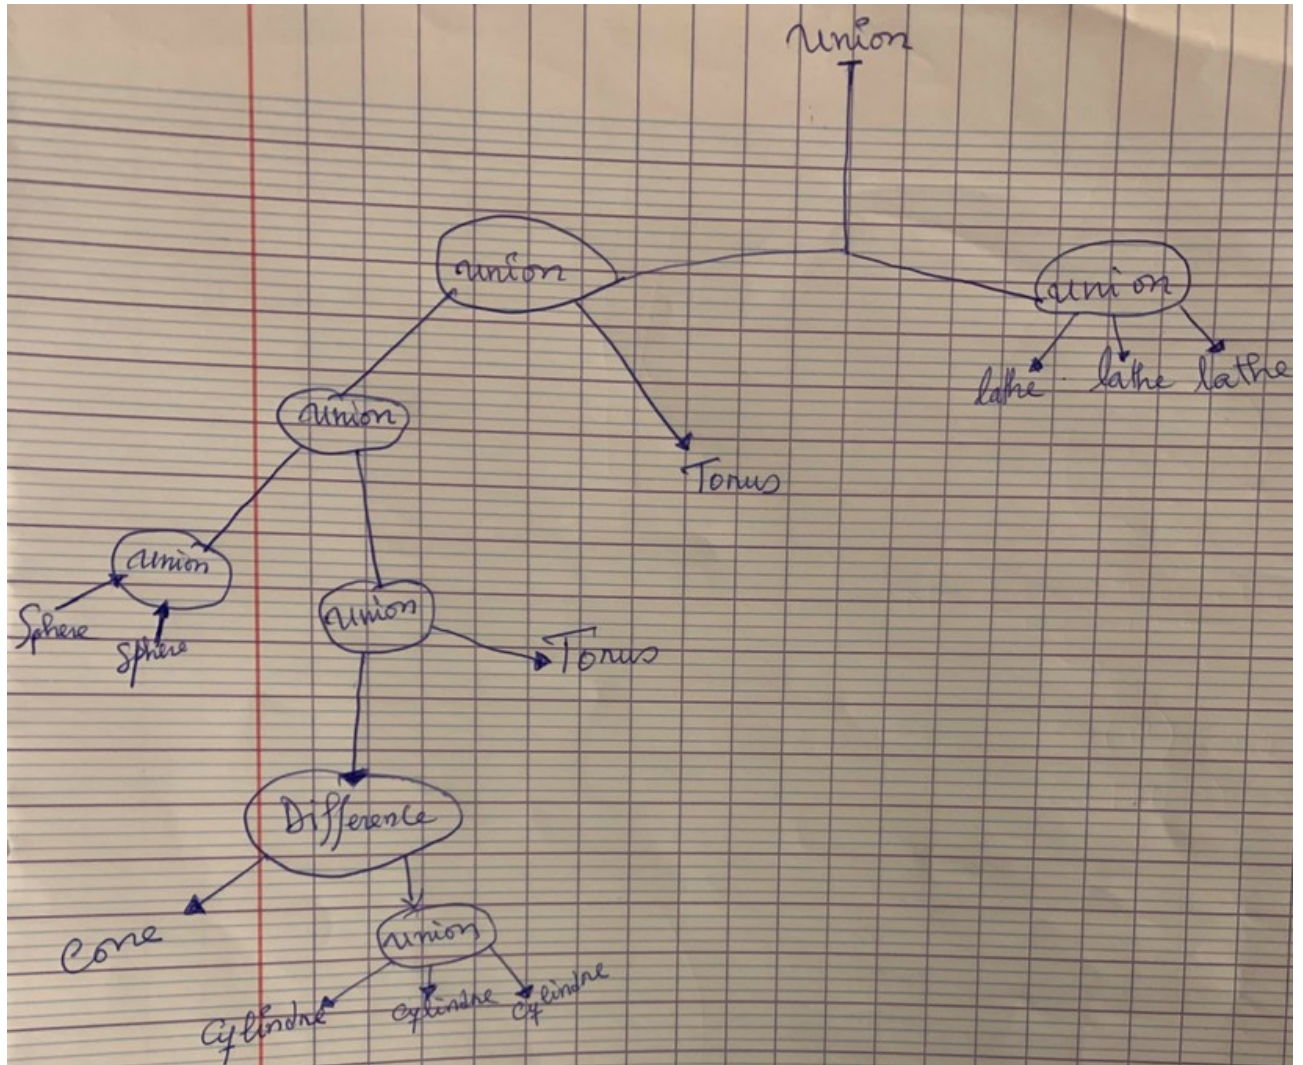 union
union
union
lathe
lathe
lathe
union
Torus
union
union
Sphere
Sphere
Torus
Difference
Cone
union
Cylindre
Cylindre
Cylindre